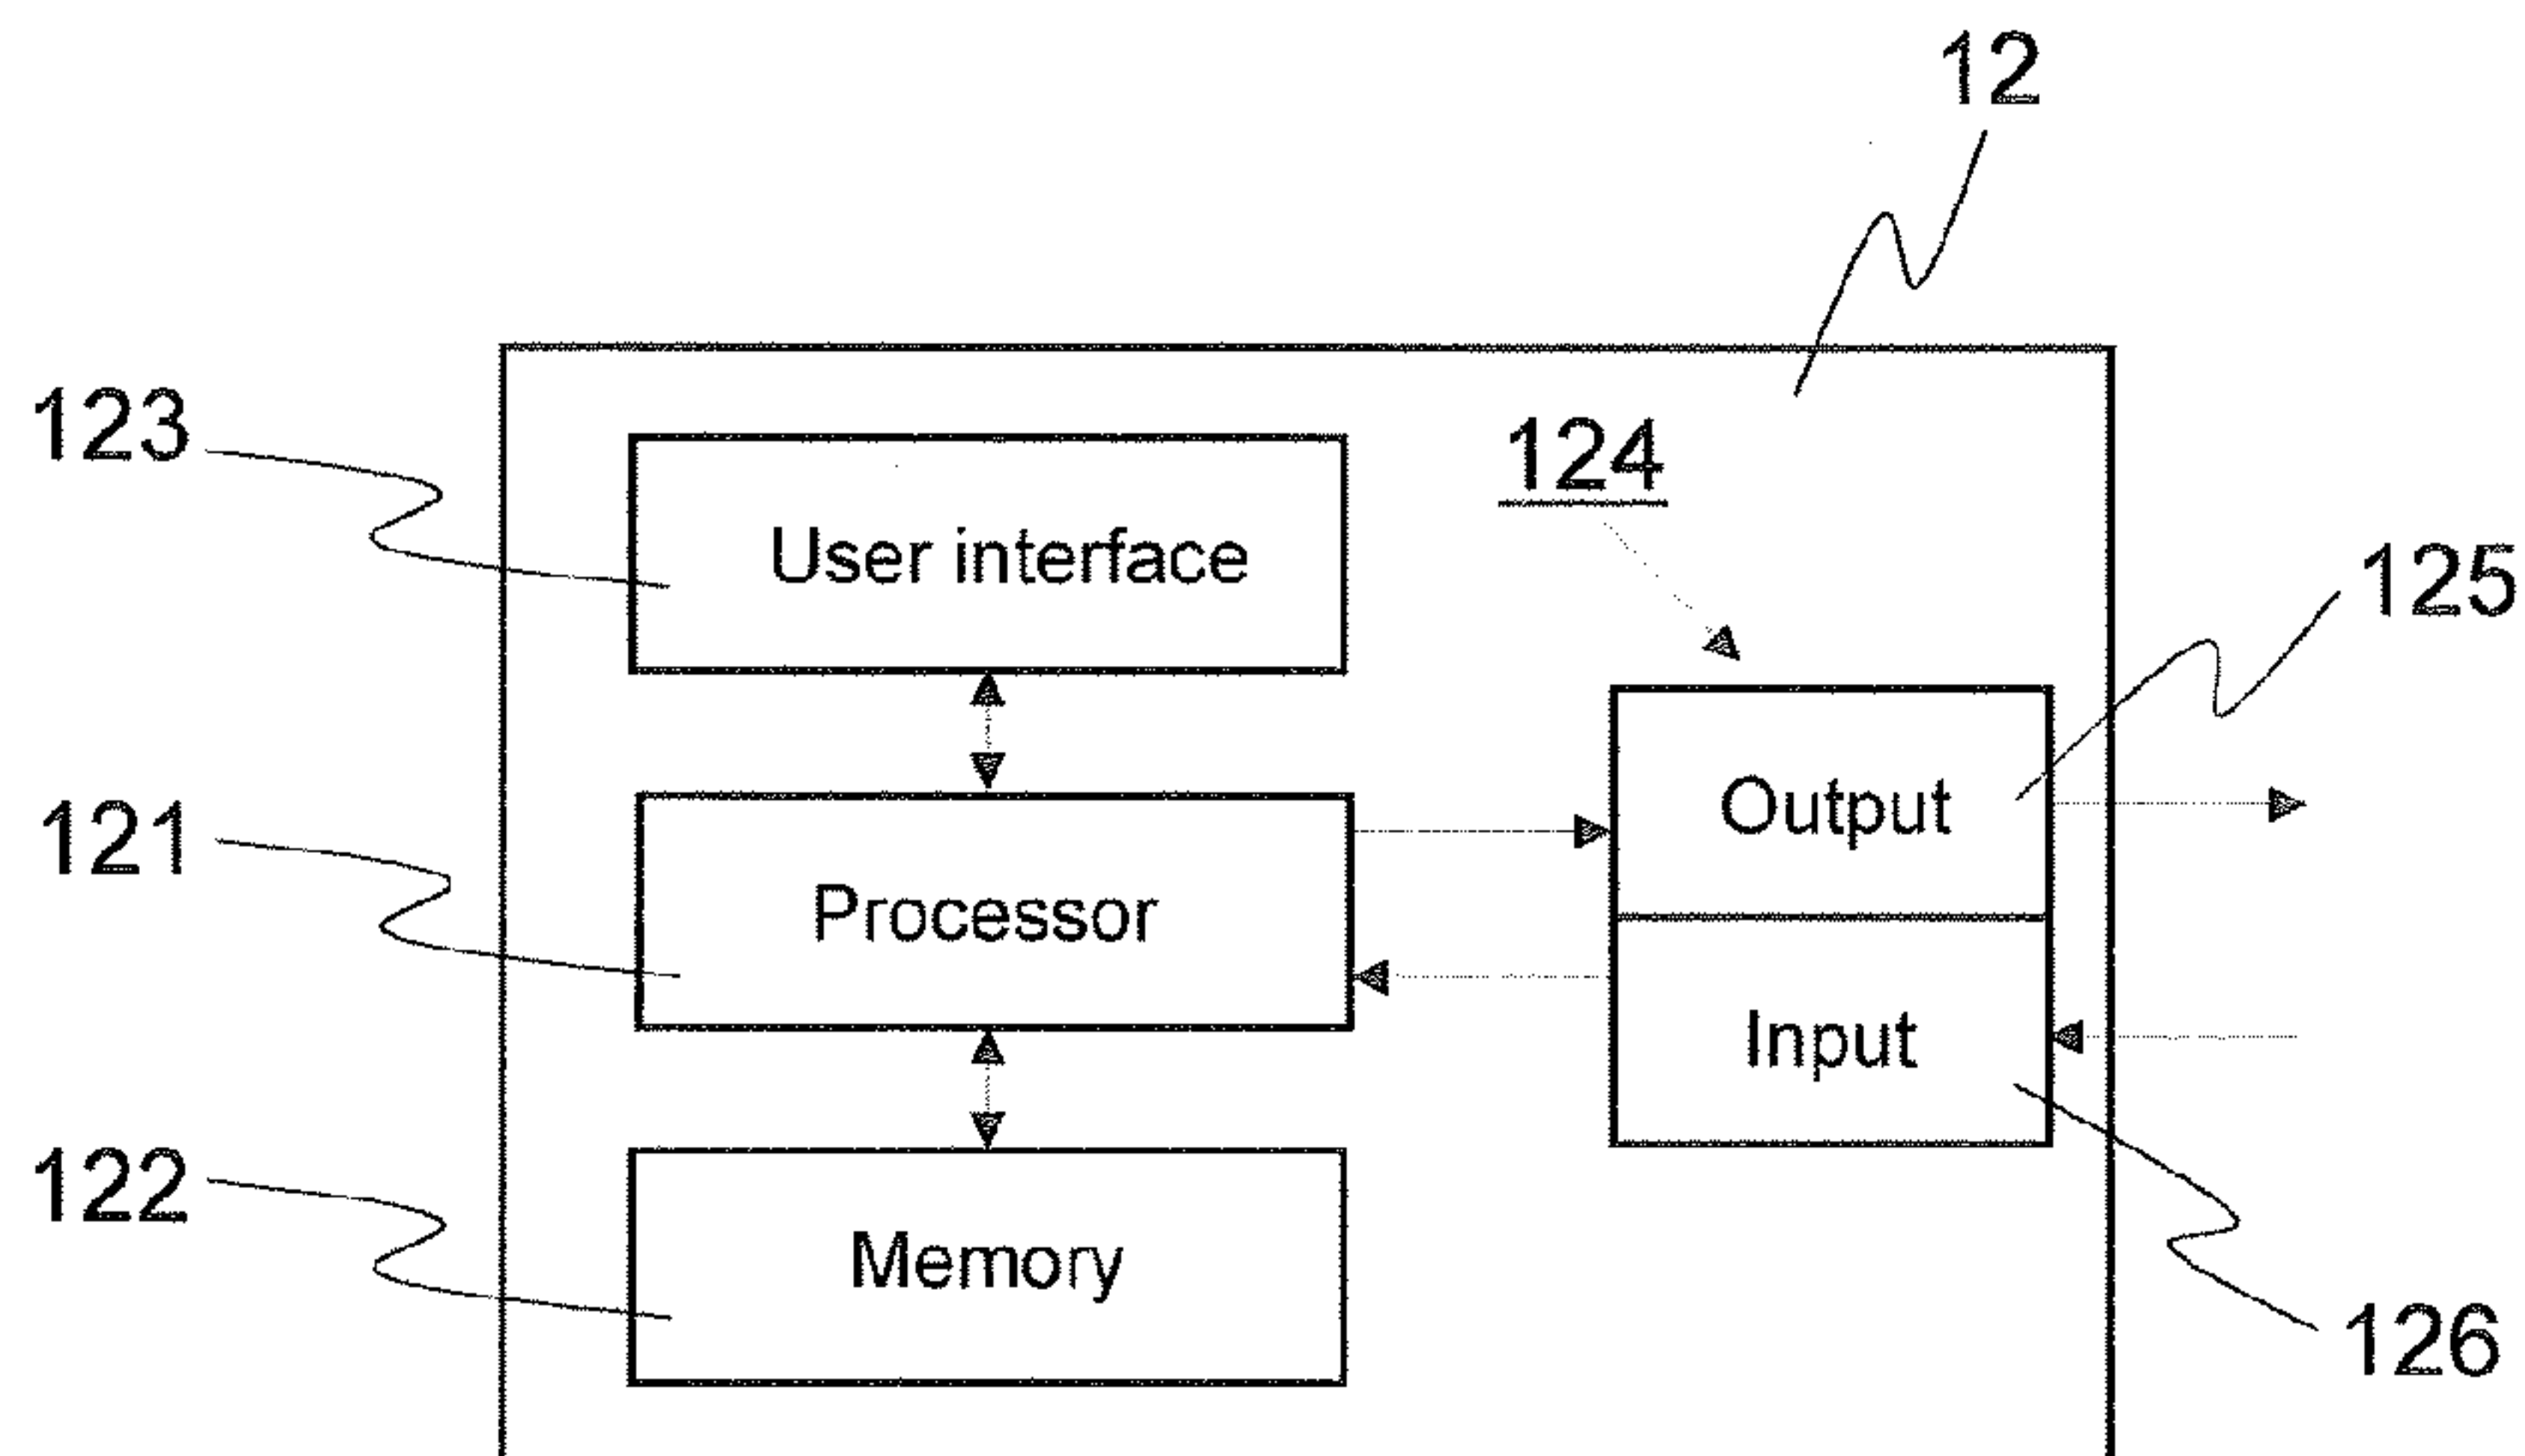 12
123
124
User interface
125
121
Output
Processor
Input
122
Memory
126